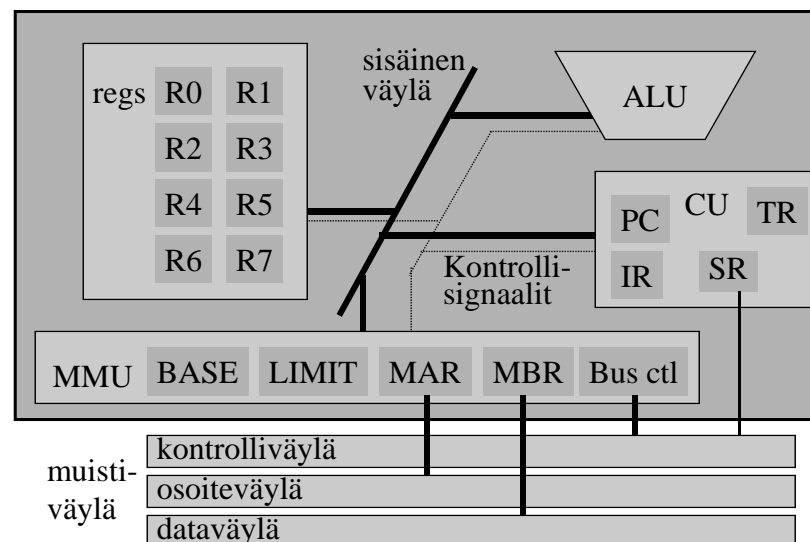 sisäinen
väylä
regs R0 R1
R2 R3
R4 R5
R6 R7
ALU
PC CU TR
IR SR
Kontrolli-
signaalit
MMU BASE LIMIT MAR MBR Bus ctl
muisti-
väylä
kontrolliväylä
osoiteväylä
dataväylä